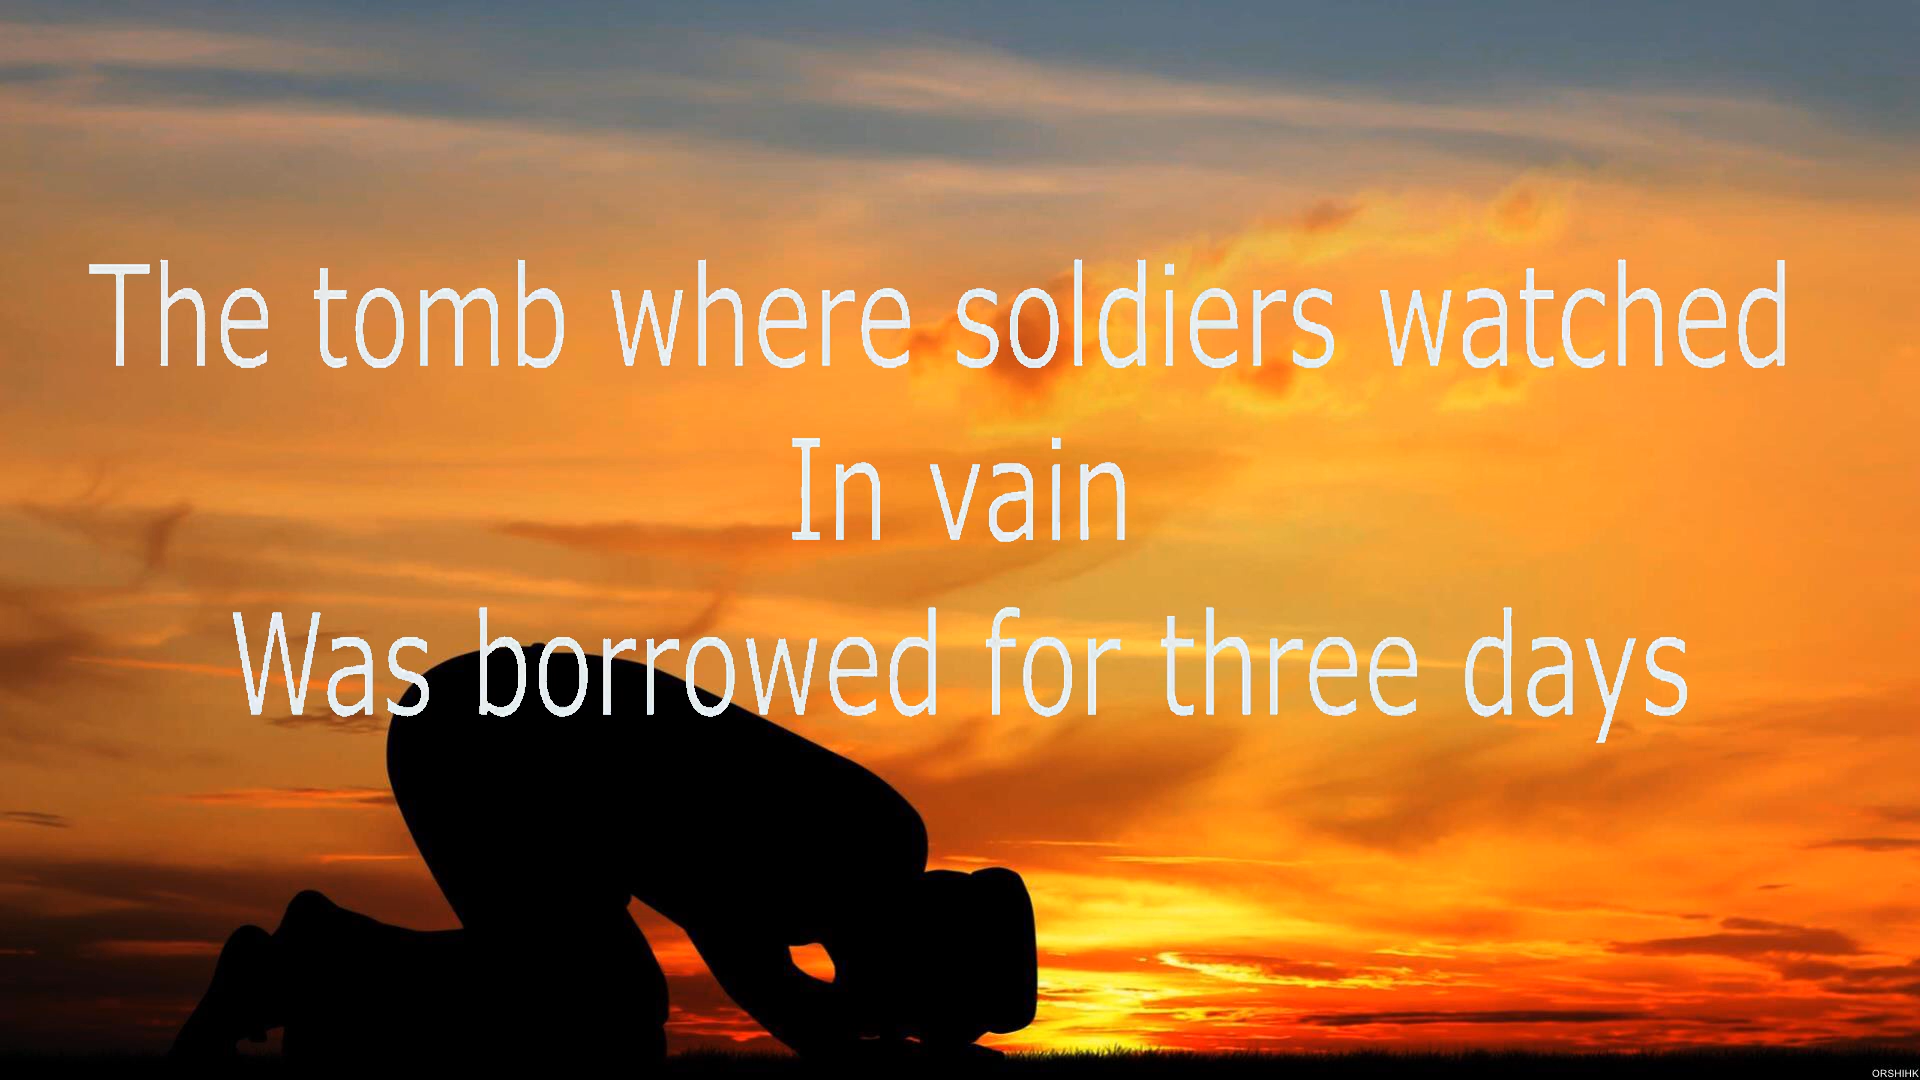 The tomb where soldiers watched
In vain
Was borrowed for three days
ORSHIHK